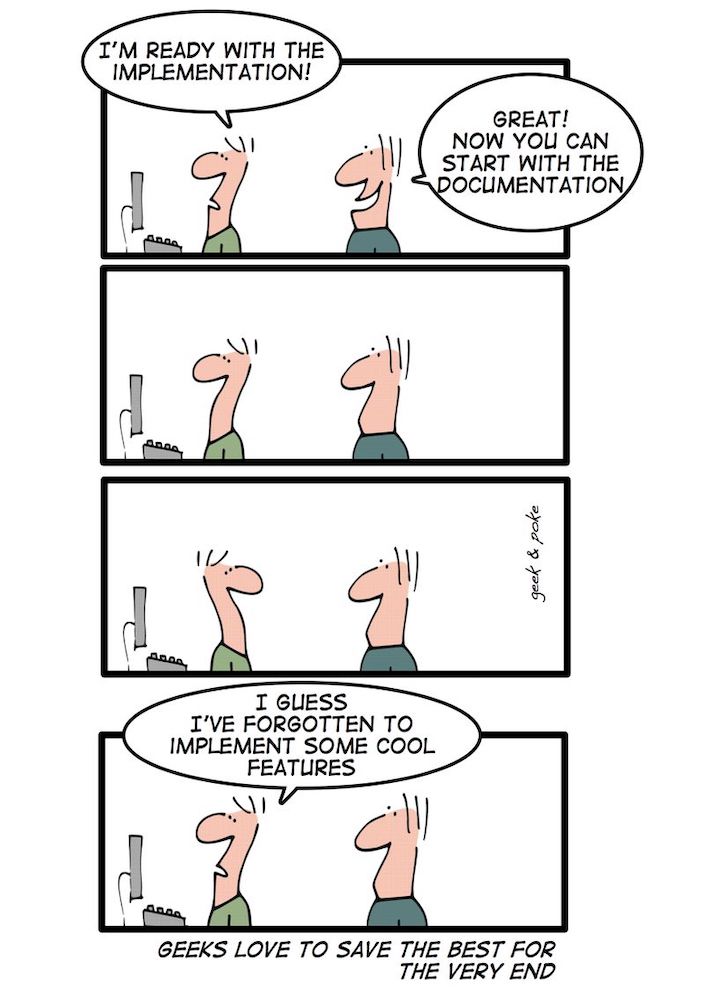 I'M READY WITH THE
IMPLEMENTATION!
GREAT!
NOW YOU CAN
START WITH THE
DOCUMENTATION
geek & poke
I GUESS
I'VE FORGOTTEN TO
IMPLEMENT SOME COOL
FEATURES
GEEKS LOVE TO SAVE THE BEST FOR
THE VERY END